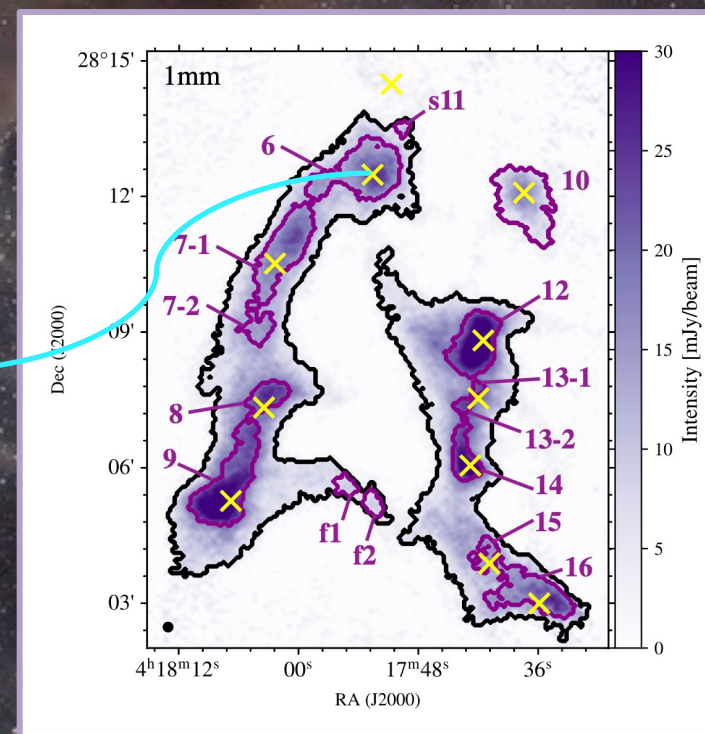 1mm
28°15'
12'
09'
06'
03'
Dec (J2000)
4ʰ18ᵐ12ˢ
00ˢ
17ᵐ48ˢ
36ˢ
RA (J2000)
s11
6
10
7-1
7-2
12
13-1
8
13-2
9
14
f1
f2
15
16
30
25
20
15
10
5
0
Intensity [mJy/beam]